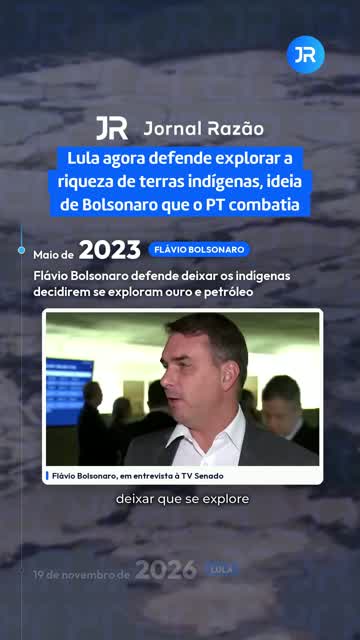 JR
JR Jornal Razão
Lula agora defende explorar a
riqueza de terras indígenas, ideia
de Bolsonaro que o PT combatia
Maio de 2023 FLÁVIO BOLSONARO
Flávio Bolsonaro defende deixar os indígenas
decidirem se exploram ouro e petróleo
Flávio Bolsonaro, em entrevista à TV Senado
deixar que se explore
19 de novembro de 2026 LULA